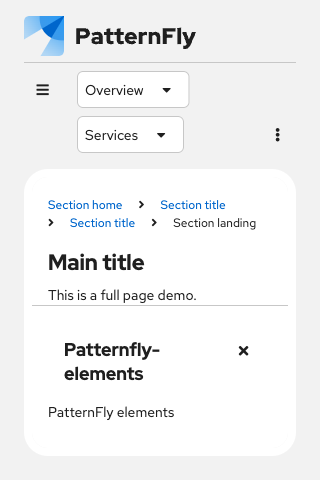 PatternFly
Overview
Services
Section home > Section title
> Section title > Section landing
Main title
This is a full page demo.
Patternfly-
elements
PatternFly elements